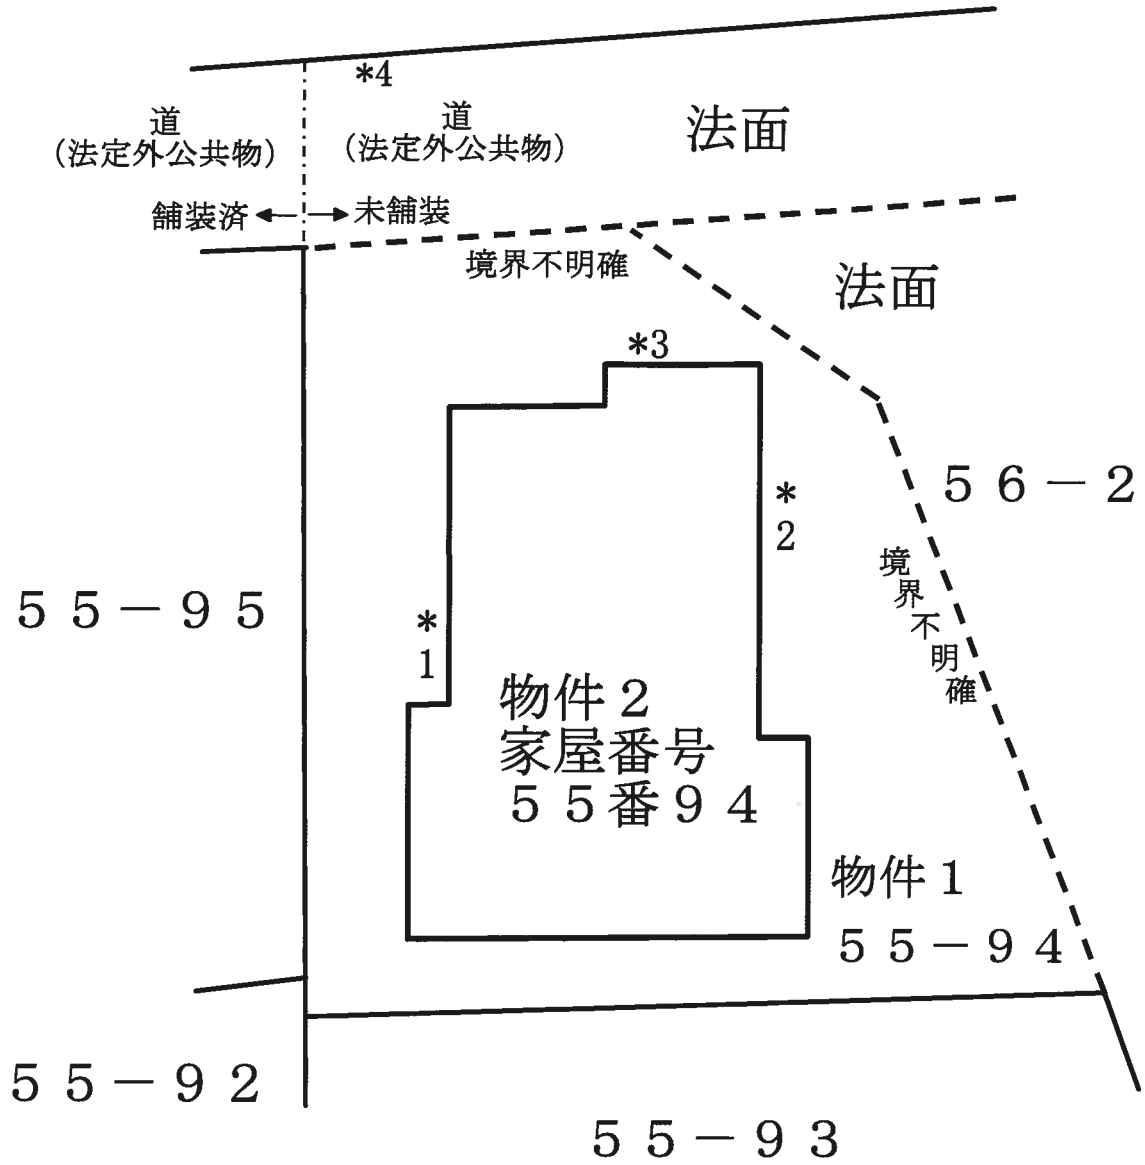 *4
道
(法定外公共物)
道
(法定外公共物)
法面
舗装済
未舗装
境界不明確
法面
*3
56-2
*2
境界不明確
55-95
*1
物件2
家屋番号
55番94
物件1
55-94
55-92
55-93